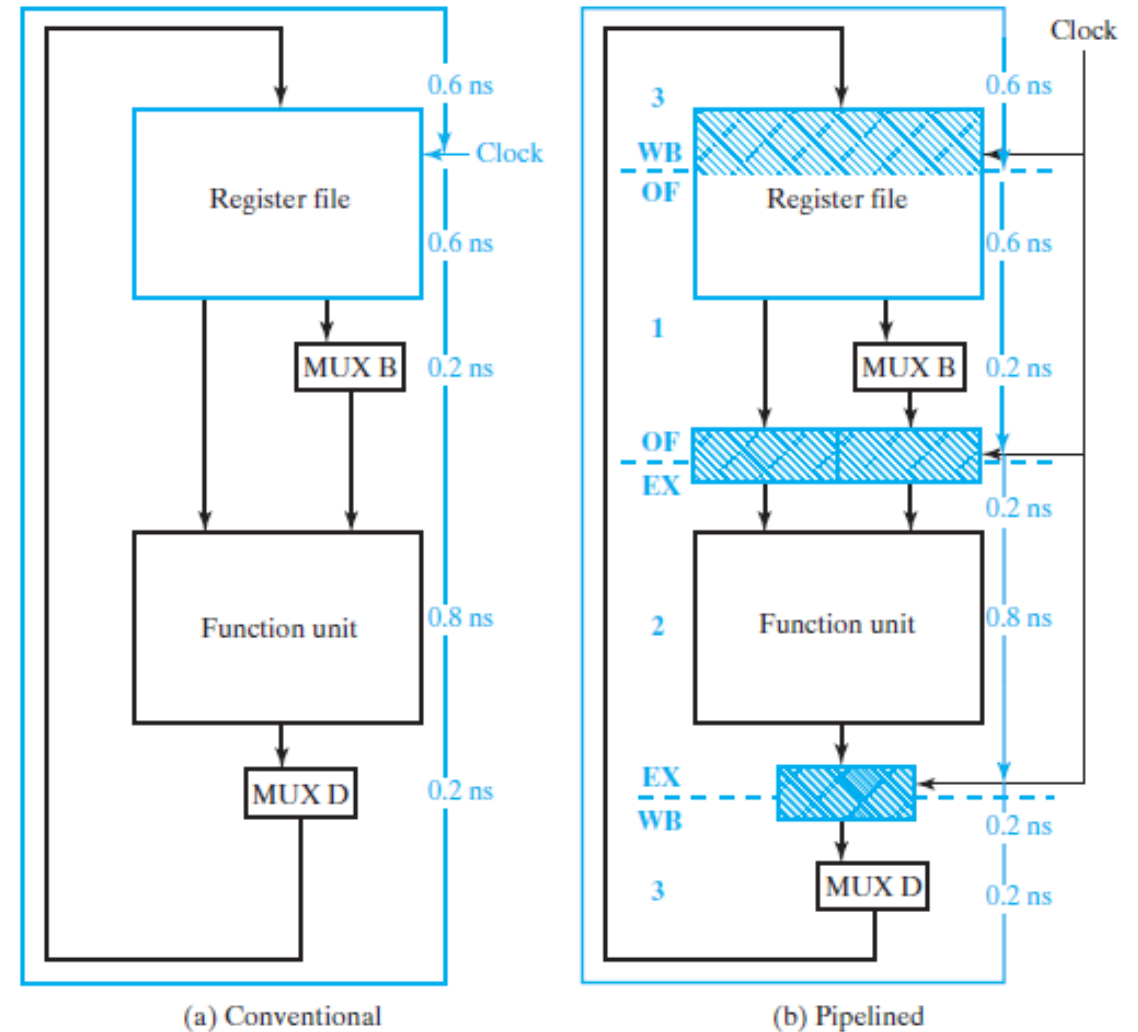 0.6 ns
Clock
Register file
0.6 ns
MUX B
0.2 ns
Function unit
0.8 ns
MUX D
0.2 ns
(a) Conventional
Clock
0.6 ns
3
WB
OF
Register file
0.6 ns
1
MUX B
0.2 ns
OF
EX
0.2 ns
2
Function unit
0.8 ns
EX
WB
0.2 ns
3
MUX D
0.2 ns
(b) Pipelined